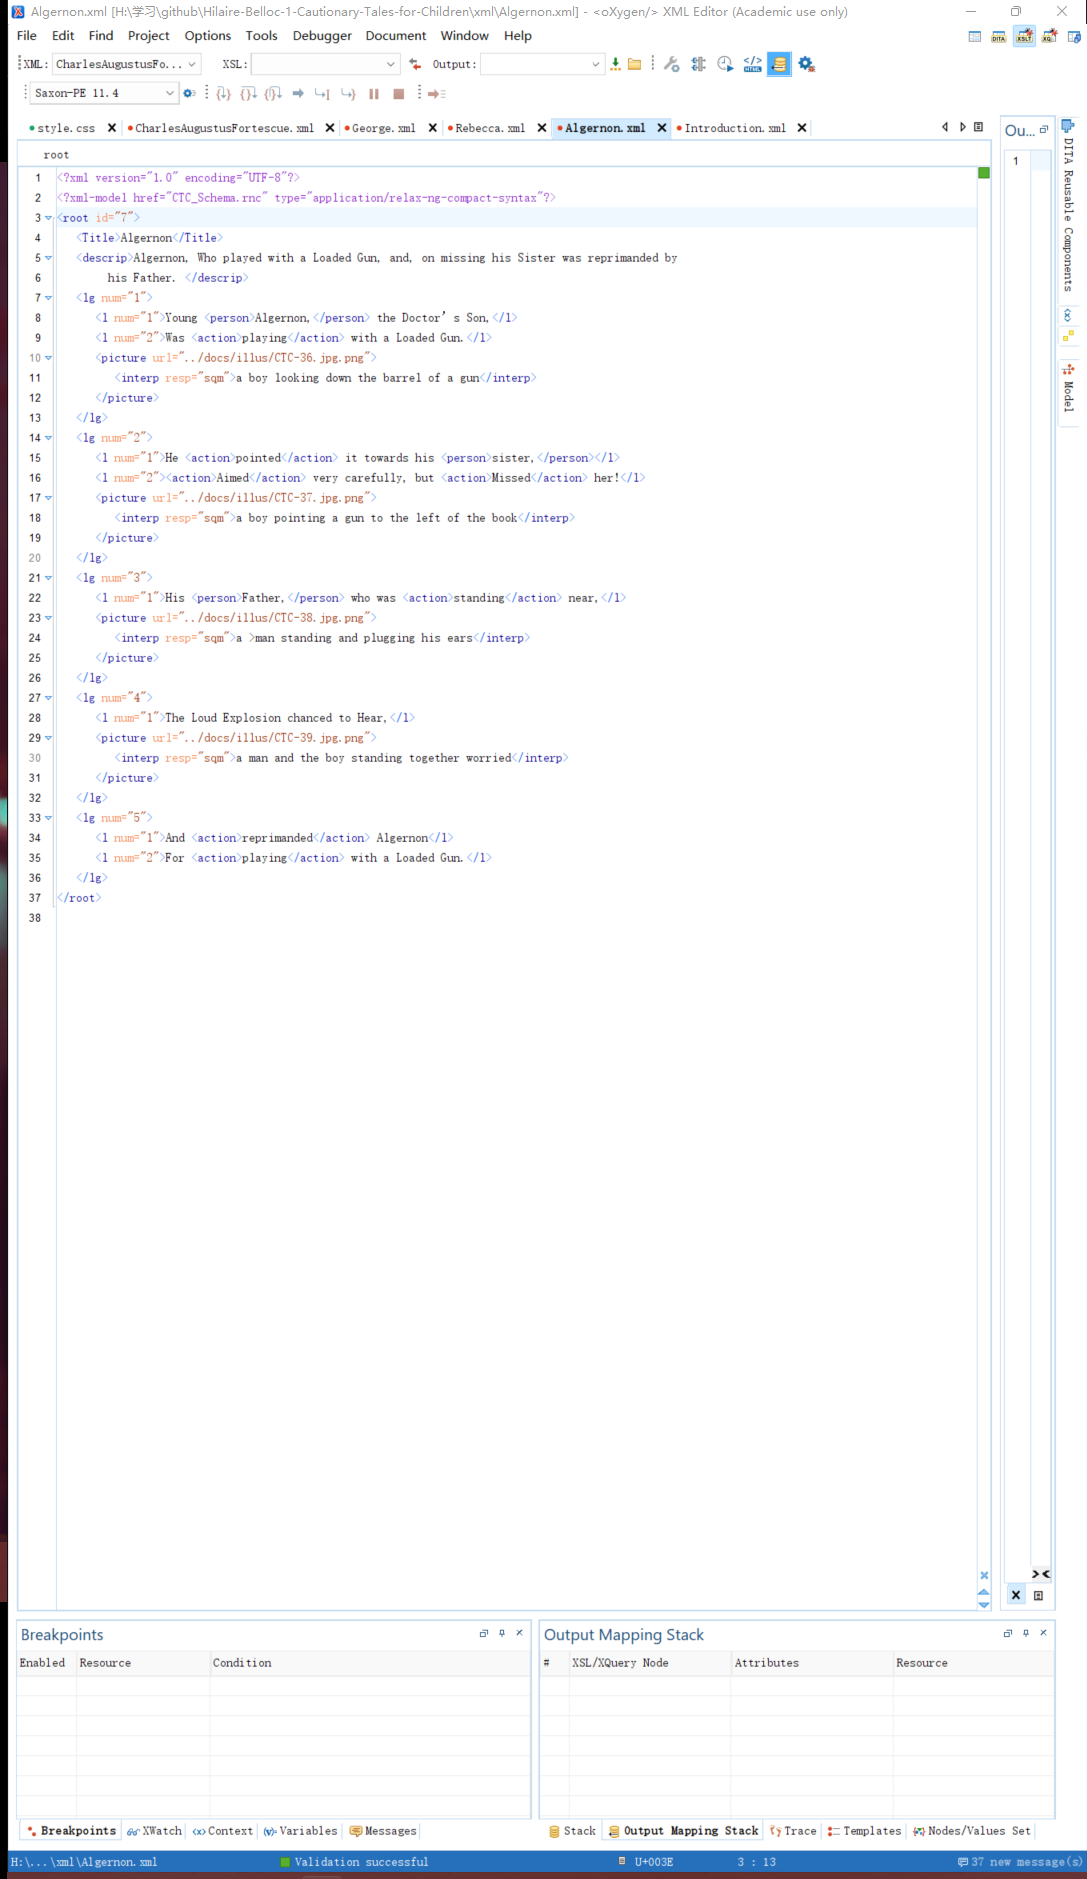 Algernon.xml [H:\学习\github\Hilaire-Belloc-1-Cautionary-Tales-for-Children\xml\Algernon.xml] - <oXygen/> XML Editor (Academic use only)
File Edit Find Project Options Tools Debugger Document Window Help
XML: CharlesAugustusFo... XSL: Output:
Saxon-PE 11.4
style.css CharlesAugustusFortescue.xml George.xml Rebecca.xml Algernon.xml Introduction.xml
Ou...
root
1 <?xml version="1.0" encoding="UTF-8"?>
2 <?xml-model href="CTC_Schema.rnc" type="application/relax-ng-compact-syntax"?>
3 <root id="7">
4 <Title>Algernon</Title>
5 <descrip>Algernon, Who played with a Loaded Gun, and, on missing his Sister was reprimanded by
6 his Father. </descrip>
7 <lg num="1">
8 <l num="1">Young <person>Algernon,</person> the Doctor’s Son,</l>
9 <l num="2">Was <action>playing</action> with a Loaded Gun.</l>
10 <picture url="../docs/illus/CTC-36.jpg.png">
11 <interp resp="sqm">a boy looking down the barrel of a gun</interp>
12 </picture>
13 </lg>
14 <lg num="2">
15 <l num="1">He <action>pointed</action> it towards his <person>sister,</person></l>
16 <l num="2"><action>Aimed</action> very carefully, but <action>Missed</action> her!</l>
17 <picture url="../docs/illus/CTC-37.jpg.png">
18 <interp resp="sqm">a boy pointing a gun to the left of the book</interp>
19 </picture>
20 </lg>
21 <lg num="3">
22 <l num="1">His <person>Father,</person> who was <action>standing</action> near,</l>
23 <picture url="../docs/illus/CTC-38.jpg.png">
24 <interp resp="sqm">a >man standing and plugging his ears</interp>
25 </picture>
26 </lg>
27 <lg num="4">
28 <l num="1">The Loud Explosion chanced to Hear,</l>
29 <picture url="../docs/illus/CTC-39.jpg.png">
30 <interp resp="sqm">a man and the boy standing together worried</interp>
31 </picture>
32 </lg>
33 <lg num="5">
34 <l num="1">And <action>reprimanded</action> Algernon</l>
35 <l num="2">For <action>playing</action> with a Loaded Gun.</l>
36 </lg>
37 </root>
38
1
DITA Reusable Components
Model
Breakpoints
Enabled Resource Condition
Output Mapping Stack
# XSL/XQuery Node Attributes Resource
Breakpoints XWatch Context Variables Messages
Stack Output Mapping Stack Trace Templates Nodes/Values Set
H:\...\xml\Algernon.xml Validation successful U+003E 3 : 13 37 new message(s)